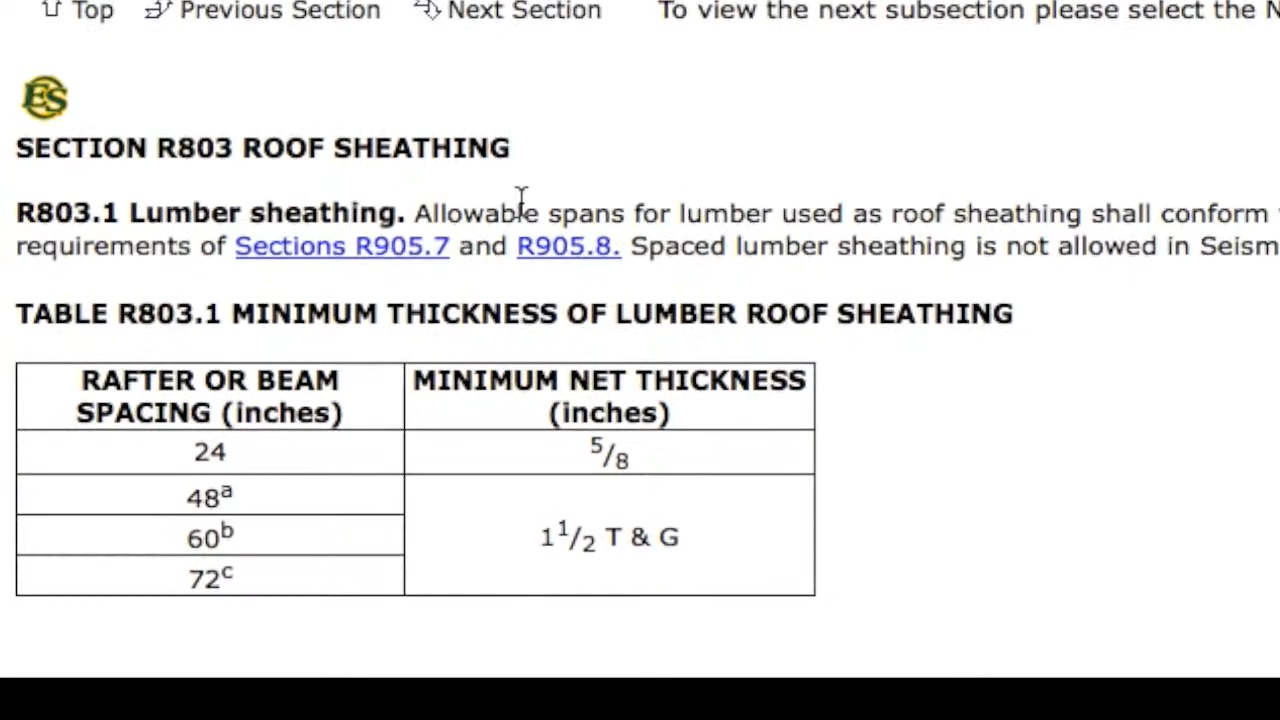 Top Previous Section Next Section To view the next subsection please select the N
ES
SECTION R803 ROOF SHEATHING
R803.1 Lumber sheathing. Allowable spans for lumber used as roof sheathing shall conform
requirements of Sections R905.7 and R905.8. Spaced lumber sheathing is not allowed in Seism
TABLE R803.1 MINIMUM THICKNESS OF LUMBER ROOF SHEATHING
RAFTER OR BEAM SPACING (inches)
MINIMUM NET THICKNESS (inches)
24
5/8
48ᵃ
60ᵇ
1 1/2 T & G
72ᶜ